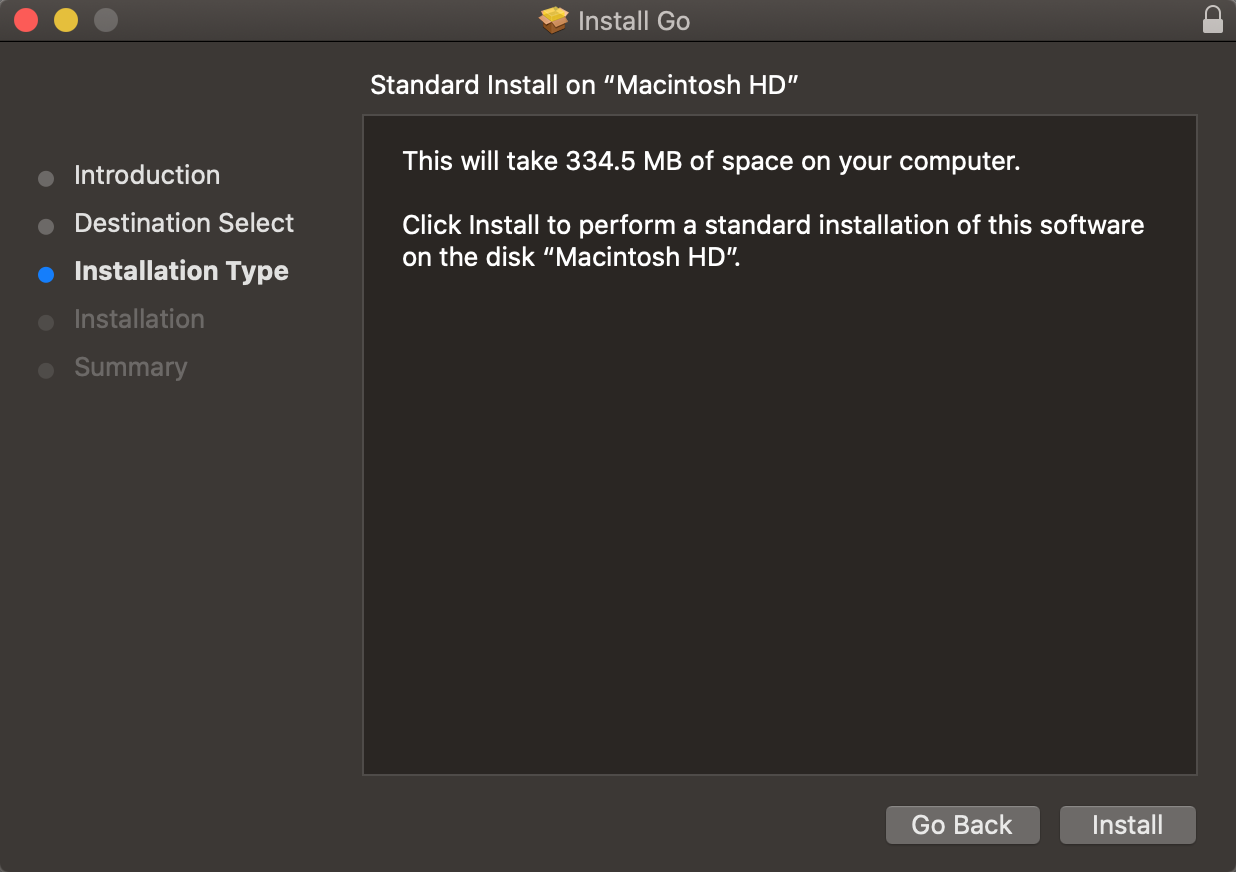 Install Go
Standard Install on “Macintosh HD”
Introduction
Destination Select
Installation Type
Installation
Summary
This will take 334.5 MB of space on your computer.
Click Install to perform a standard installation of this software
on the disk “Macintosh HD”.
Go Back
Install